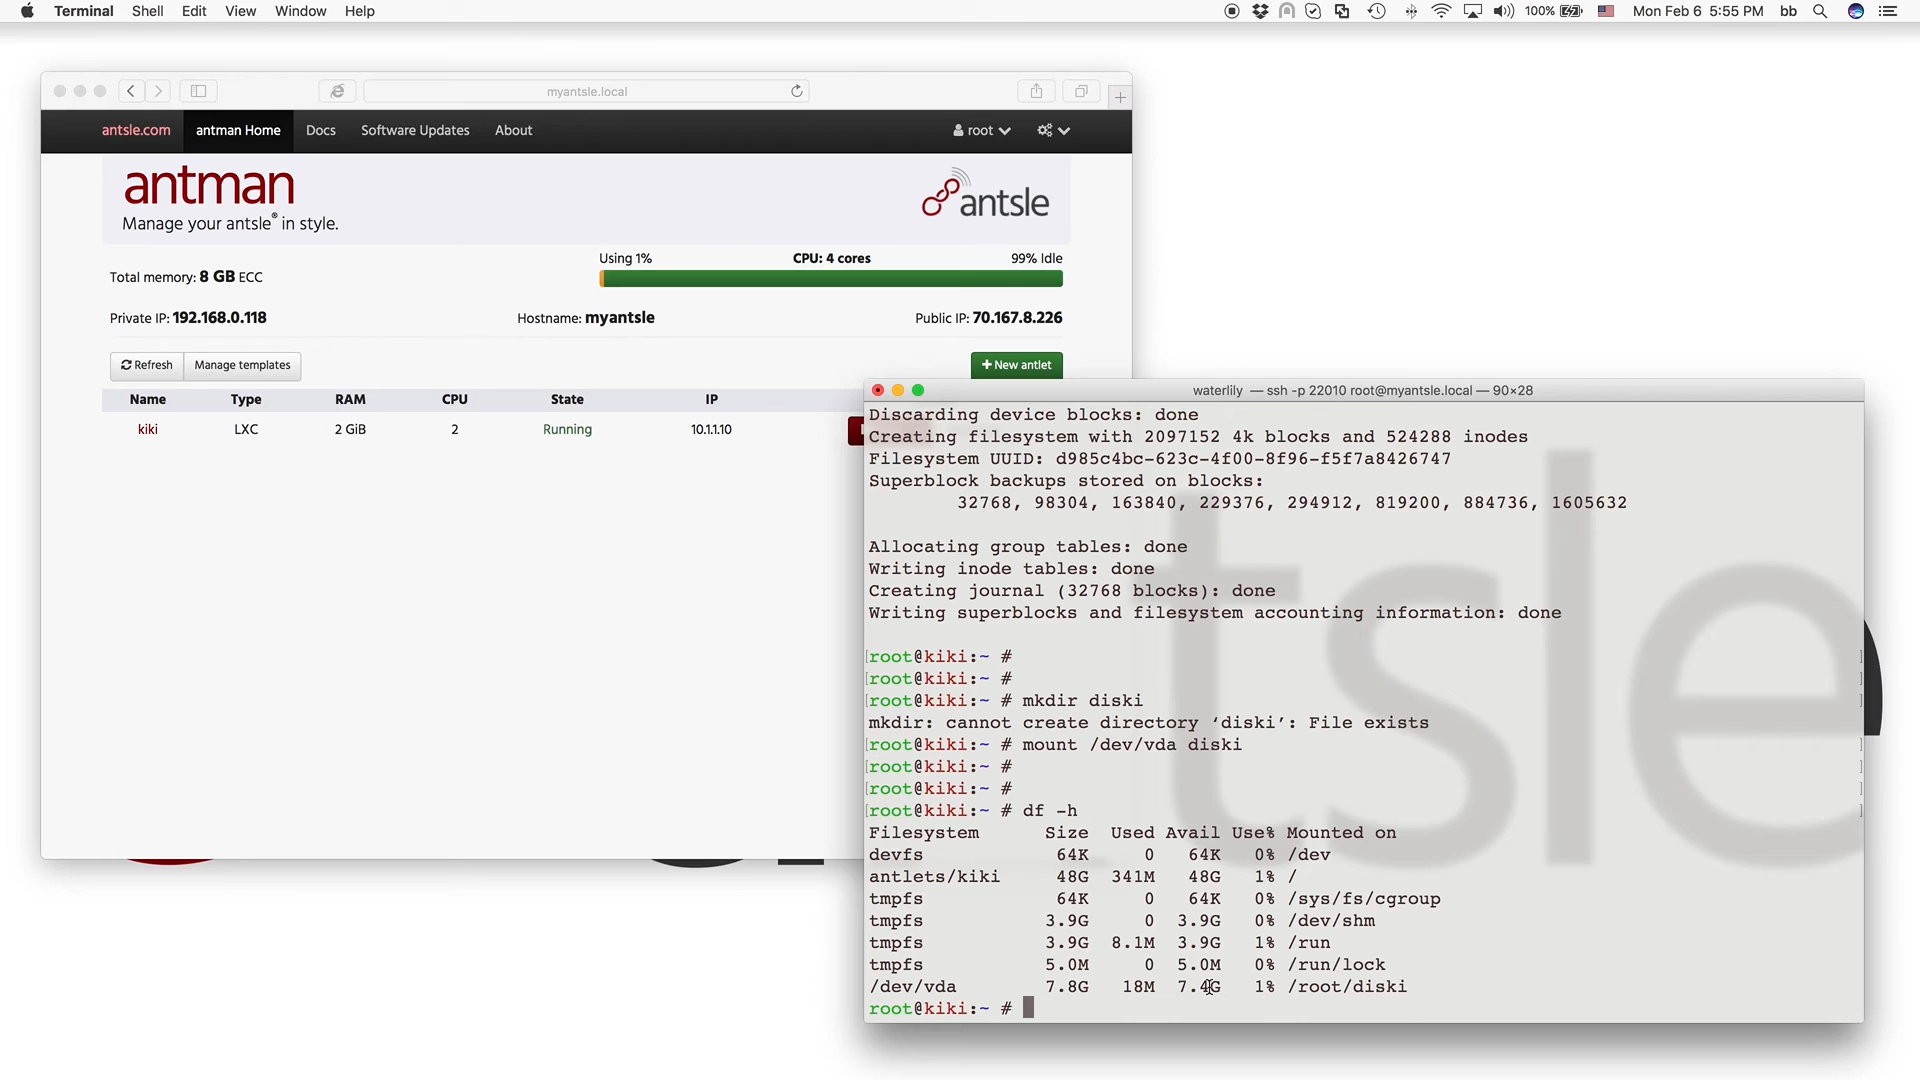 Terminal Shell Edit View Window Help
100% Mon Feb 6 5:55 PM bb
myantsle.local
antsle.com antman Home Docs Software Updates About root
antman
Manage your antsle® in style.
antsle
Using 1% CPU: 4 cores 99% Idle
Total memory: 8 GB ECC
Private IP: 192.168.0.118 Hostname: myantsle Public IP: 70.167.8.226
Refresh Manage templates + New antlet
Name Type RAM CPU State IP
kiki LXC 2 GiB 2 Running 10.1.1.10
waterlily — ssh -p 22010 root@myantsle.local — 90×28
Discarding device blocks: done
Creating filesystem with 2097152 4k blocks and 524288 inodes
Filesystem UUID: d985c4bc-623c-4f00-8f96-f5f7a8426747
Superblock backups stored on blocks:
32768, 98304, 163840, 229376, 294912, 819200, 884736, 1605632
Allocating group tables: done
Writing inode tables: done
Creating journal (32768 blocks): done
Writing superblocks and filesystem accounting information: done
[root@kiki:~ # ]
[root@kiki:~ # ]
[root@kiki:~ # mkdir diski ]
mkdir: cannot create directory ‘diski’: File exists
[root@kiki:~ # mount /dev/vda diski ]
[root@kiki:~ # ]
[root@kiki:~ # ]
[root@kiki:~ # df -h ]
Filesystem Size Used Avail Use% Mounted on
devfs 64K 0 64K 0% /dev
antlets/kiki 48G 341M 48G 1% /
tmpfs 64K 0 64K 0% /sys/fs/cgroup
tmpfs 3.9G 0 3.9G 0% /dev/shm
tmpfs 3.9G 8.1M 3.9G 1% /run
tmpfs 5.0M 0 5.0M 0% /run/lock
/dev/vda 7.8G 18M 7.4G 1% /root/diski
root@kiki:~ #
tsle